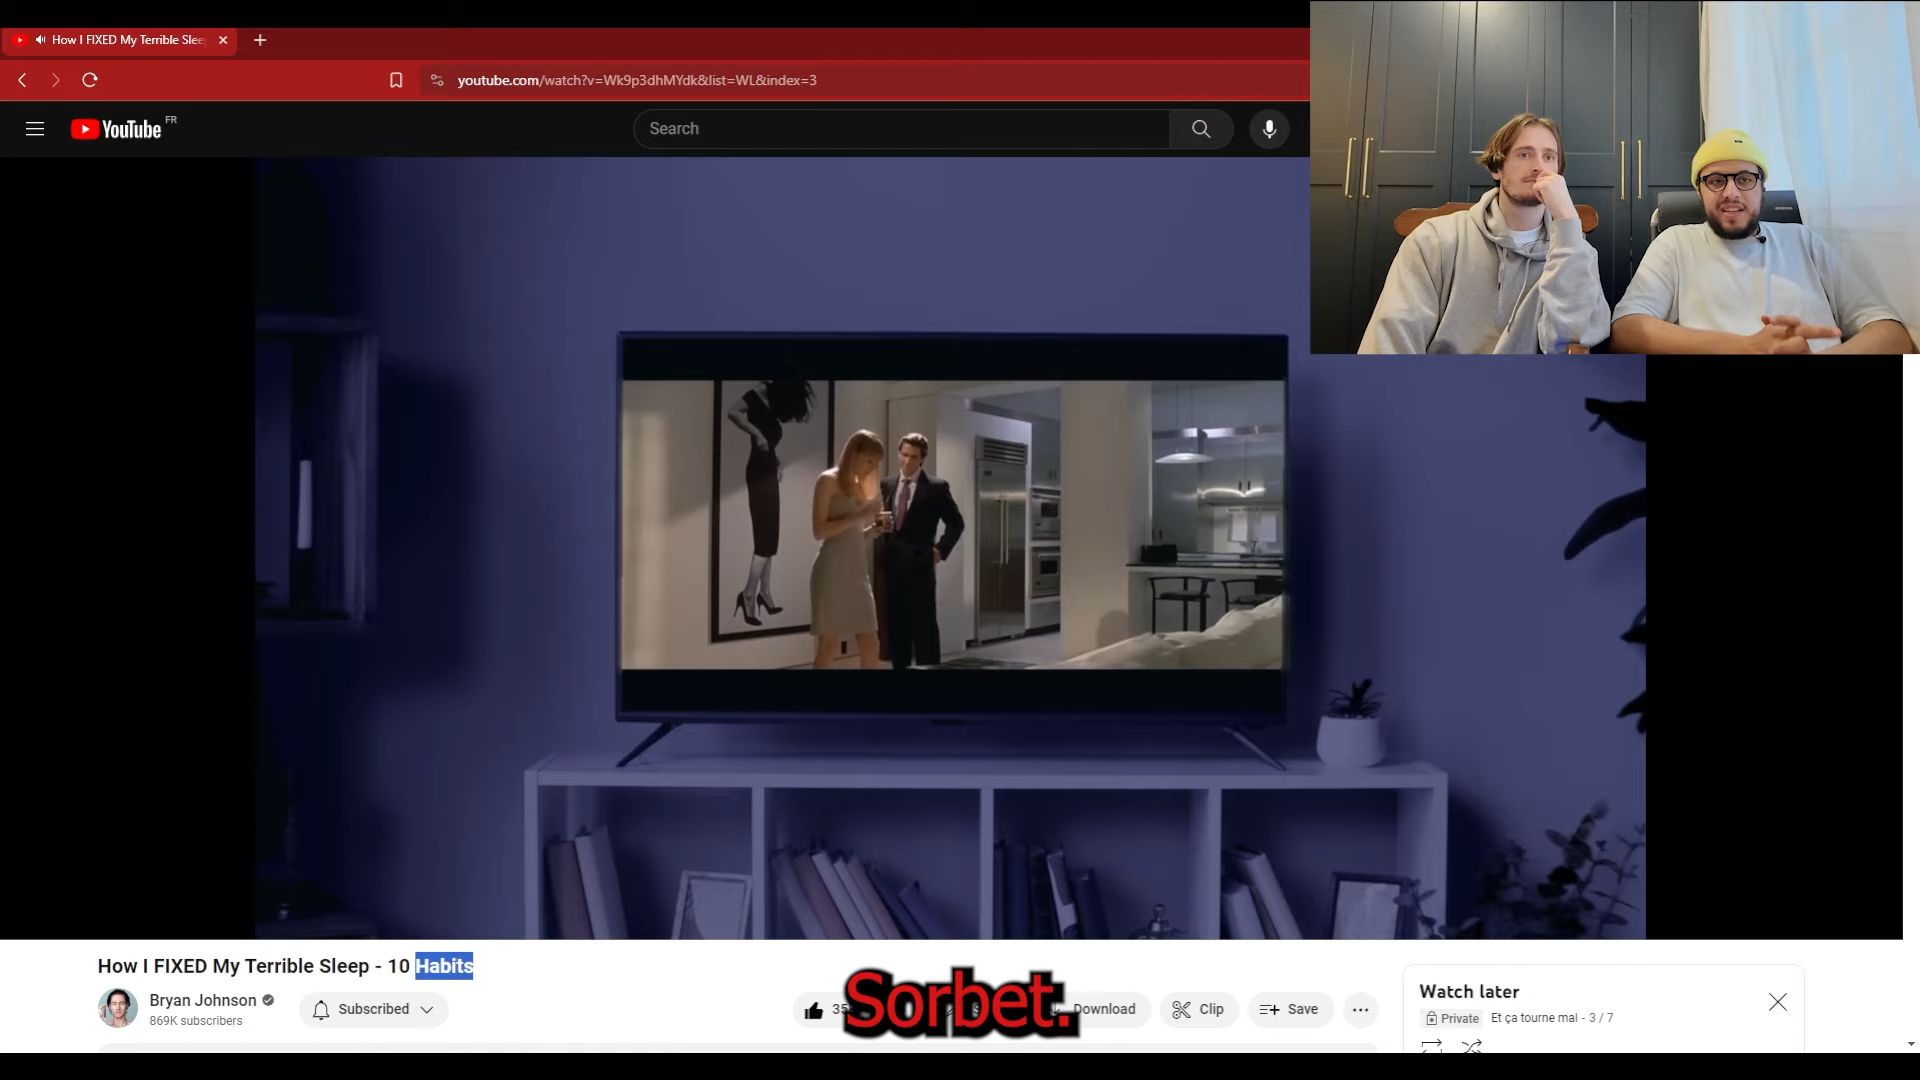 How I FIXED My Terrible Slee
youtube.com/watch?v=Wk9p3dhMYdk&list=WL&index=3
YouTube FR
Search
How I FIXED My Terrible Sleep - 10 Habits
Bryan Johnson
869K subscribers
Subscribed
35
Sorbet.
Download
Clip
Save
Watch later
Private
Et ça tourne mal - 3 / 7